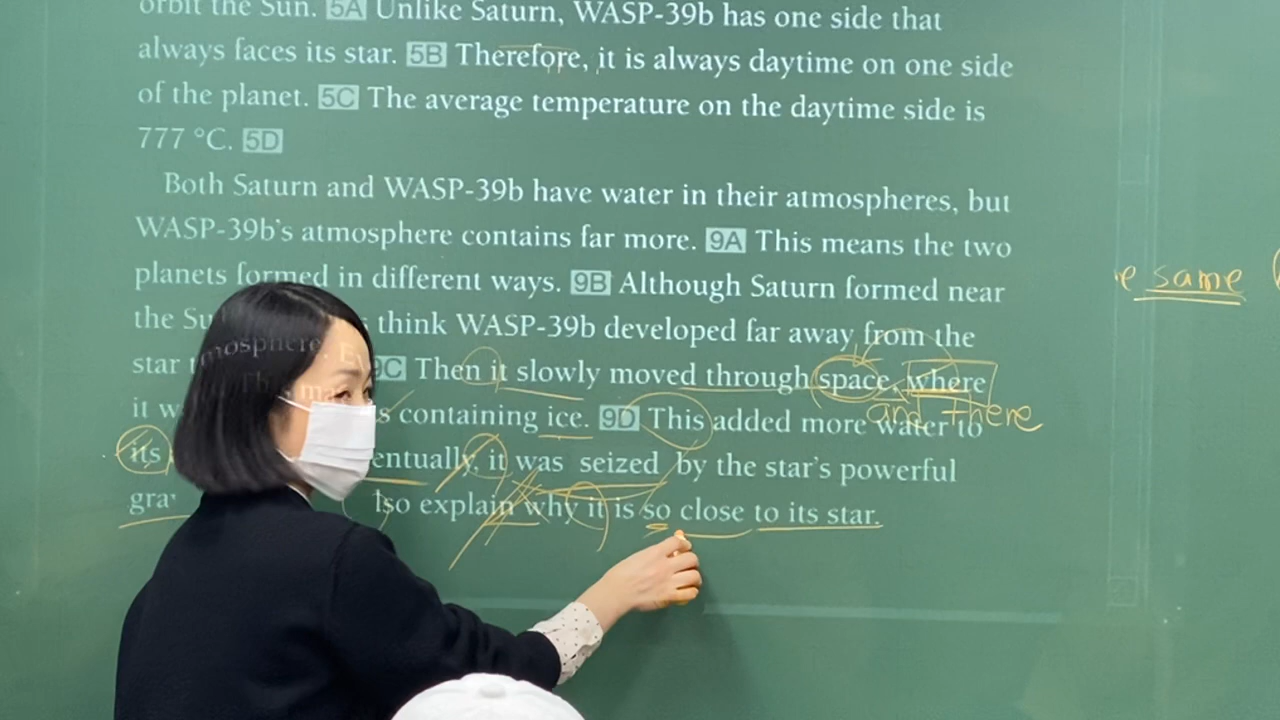 orbit the Sun. 5A Unlike Saturn, WASP-39b has one side that
always faces its star. 5B Therefore, it is always daytime on one side
of the planet. 5C The average temperature on the daytime side is
777 °C. 5D
Both Saturn and WASP-39b have water in their atmospheres, but
WASP-39b's atmosphere contains far more. 9A This means the two
planets formed in different ways. 9B Although Saturn formed near
same
the think WASP-39b developed far away from the
star 9C Then it slowly moved through space, where
it containing ice. 9D This added more water to
and there
its it was seized by the star's powerful
explain why it is so close to its star.